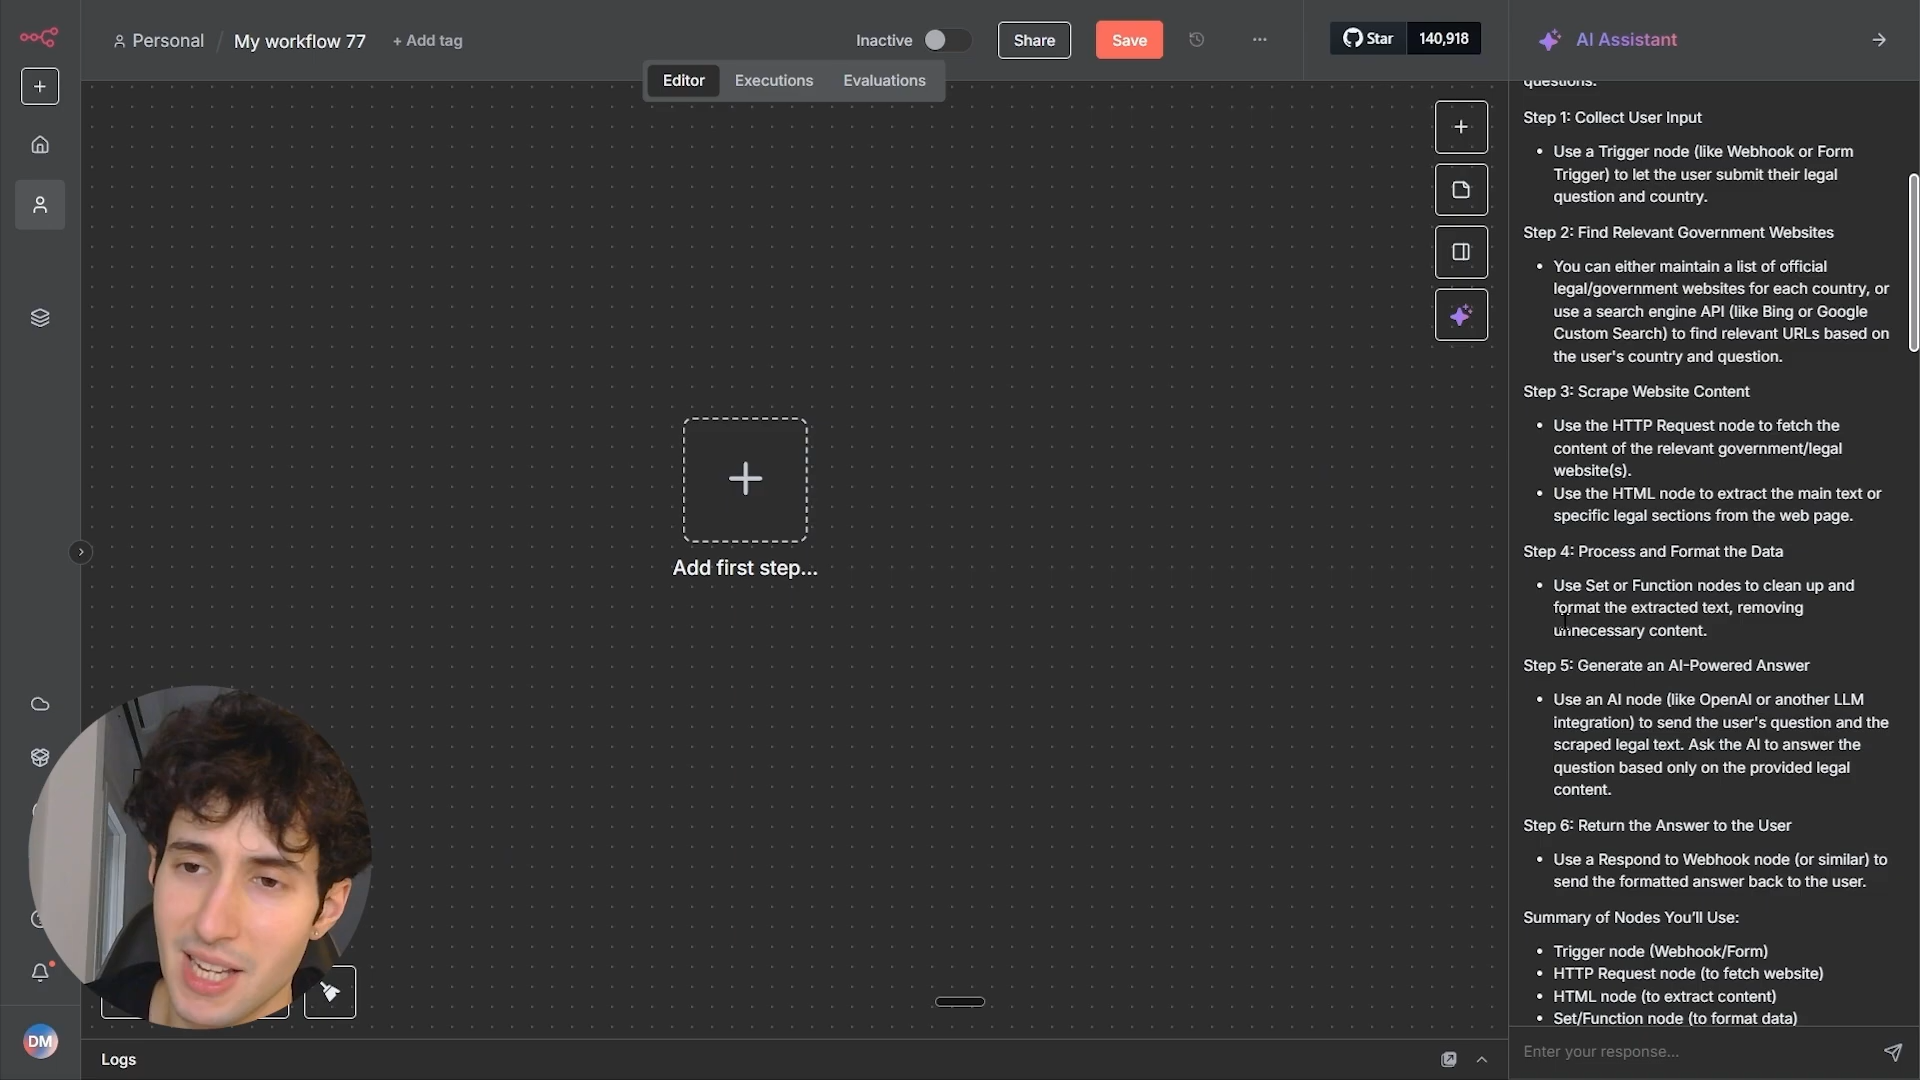 Personal / My workflow 77 + Add tag
Inactive
Share
Save
Star 140,918
AI Assistant
Editor Executions Evaluations
questions.
Step 1: Collect User Input
• Use a Trigger node (like Webhook or Form
Trigger) to let the user submit their legal
question and country.
Step 2: Find Relevant Government Websites
• You can either maintain a list of official
legal/government websites for each country, or
use a search engine API (like Bing or Google
Custom Search) to find relevant URLs based on
the user's country and question.
Step 3: Scrape Website Content
• Use the HTTP Request node to fetch the
content of the relevant government/legal
website(s).
• Use the HTML node to extract the main text or
specific legal sections from the web page.
Step 4: Process and Format the Data
• Use Set or Function nodes to clean up and
format the extracted text, removing
unnecessary content.
Step 5: Generate an AI-Powered Answer
• Use an AI node (like OpenAI or another LLM
integration) to send the user's question and the
scraped legal text. Ask the AI to answer the
question based only on the provided legal
content.
Step 6: Return the Answer to the User
• Use a Respond to Webhook node (or similar) to
send the formatted answer back to the user.
Summary of Nodes You'll Use:
• Trigger node (Webhook/Form)
• HTTP Request node (to fetch website)
• HTML node (to extract content)
• Set/Function node (to format data)
Enter your response...
Add first step...
DM
Logs